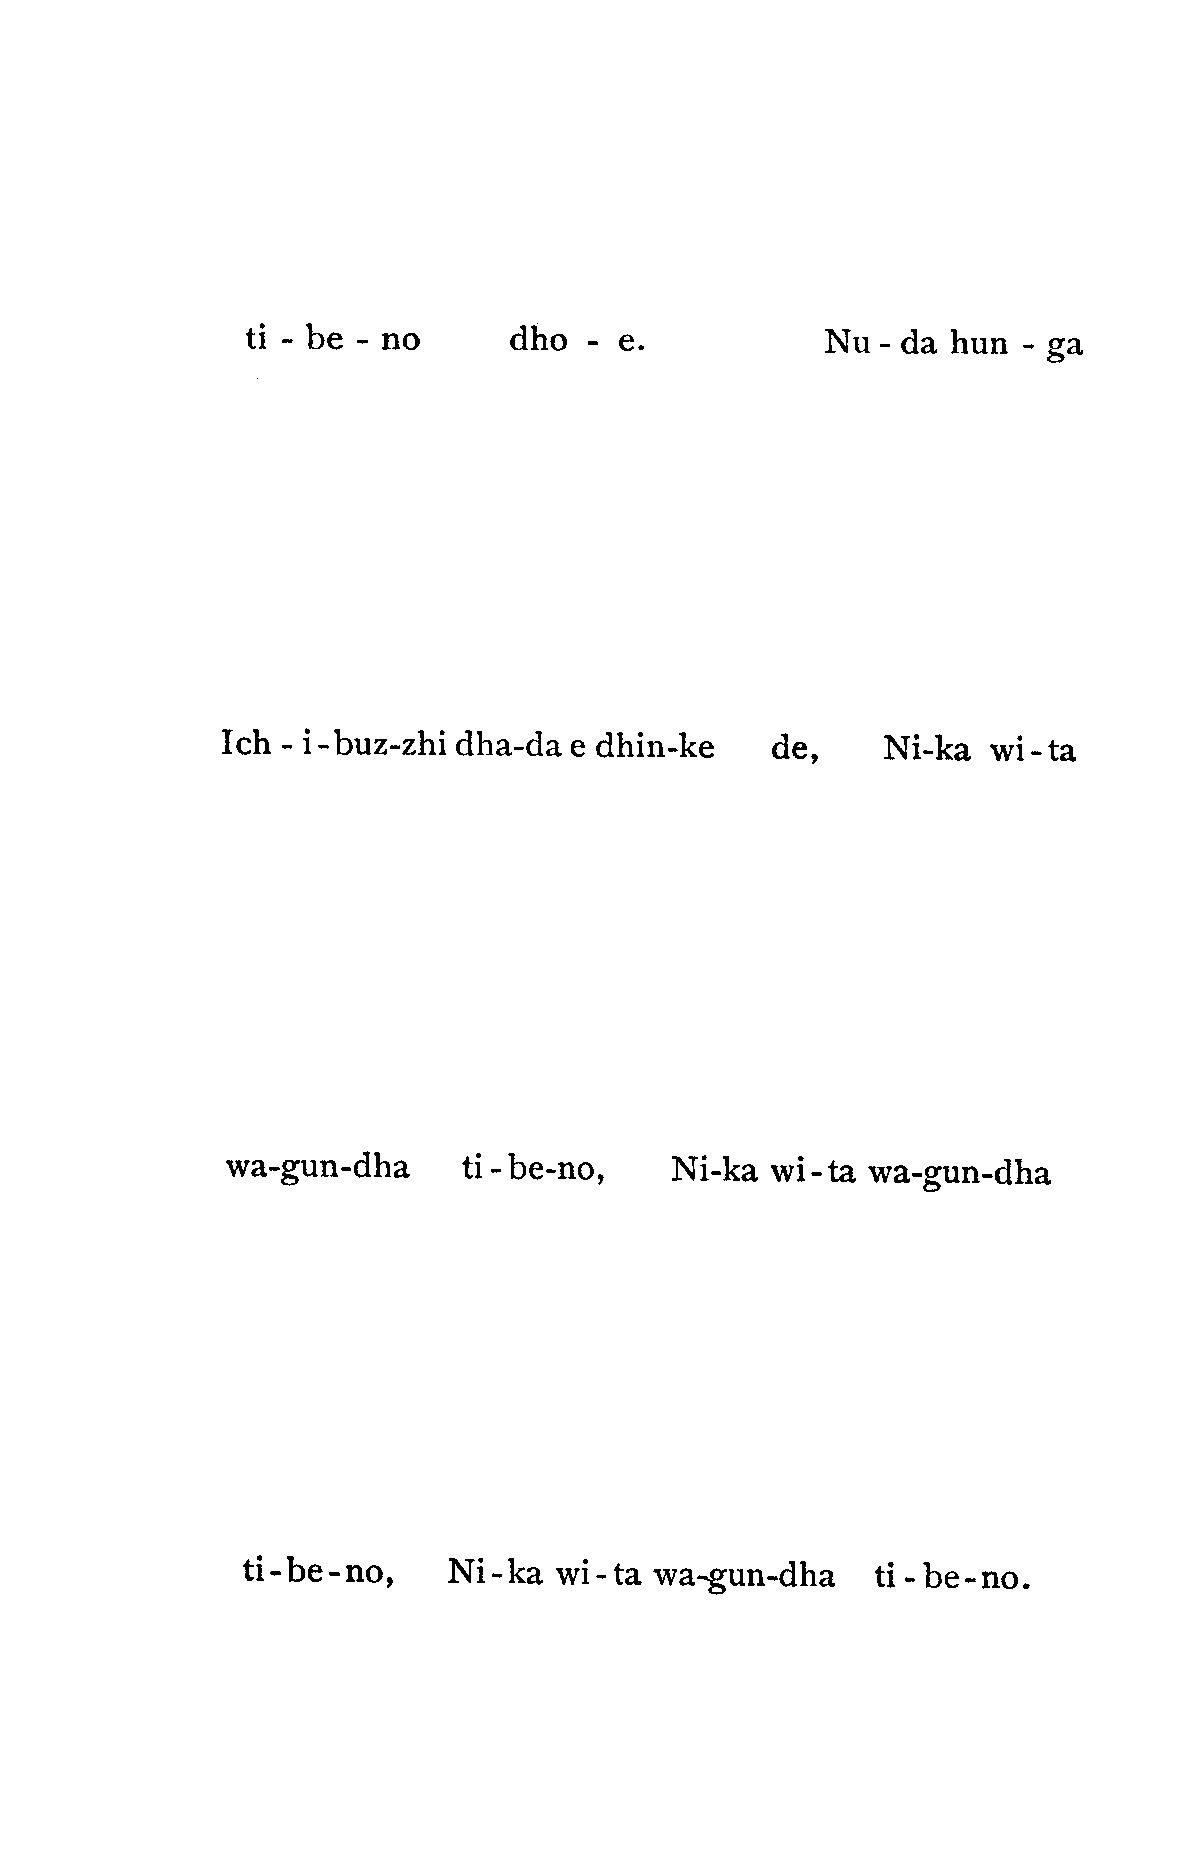 ti - be - no dho - e. Nu - da hun - ga
Ich - i - buz-zhi dha-da e dhin-ke de, Ni-ka wi - ta
wa-gun-dha ti - be-no, Ni-ka wi - ta wa-gun-dha
ti - be - no, Ni - ka wi - ta wa-gun-dha ti - be - no.